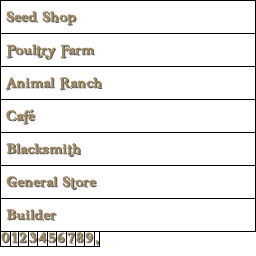 Seed Shop
Poultry Farm
Animal Ranch
Café
Blacksmith
General Store
Builder
0123456789,